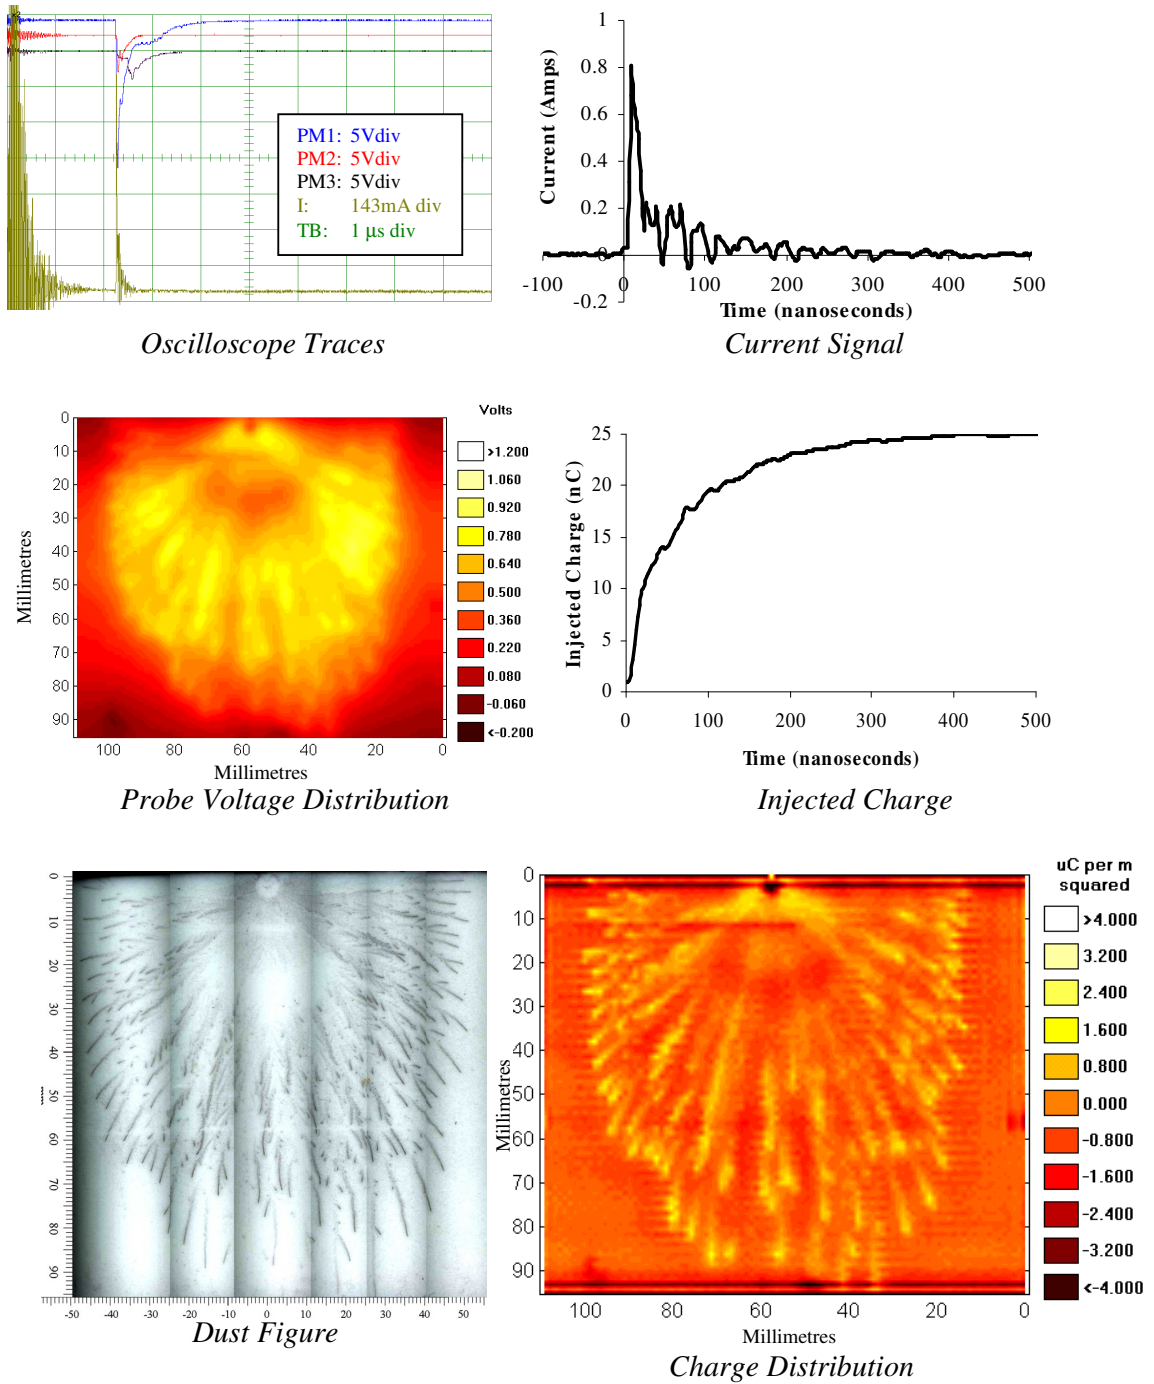 PM1: 5Vdiv
PM2: 5Vdiv
PM3: 5Vdiv
I: 143mA div
TB: 1 µs div
Oscilloscope Traces
1
0.8
0.6
0.4
0.2
0
-0.2
Current (Amps)
-100 0 100 200 300 400 500
Time (nanoseconds)
Current Signal
0
10
20
30
40
50
60
70
80
90
Millimetres
100 80 60 40 20 0
Millimetres
Volts
>1.200
1.060
0.920
0.780
0.640
0.500
0.360
0.220
0.080
-0.060
<-0.200
Probe Voltage Distribution
25
20
15
10
5
0
Injected Charge (nC)
0 100 200 300 400 500
Time (nanoseconds)
Injected Charge
0
10
20
30
40
50
60
70
80
90
-50 -40 -30 -20 -10 0 10 20 30 40 50
Dust Figure
0
10
20
30
40
50
60
70
80
90
Millimetres
100 80 60 40 20 0
Millimetres
uC per m
squared
>4.000
3.200
2.400
1.600
0.800
0.000
-0.800
-1.600
-2.400
-3.200
<-4.000
Charge Distribution